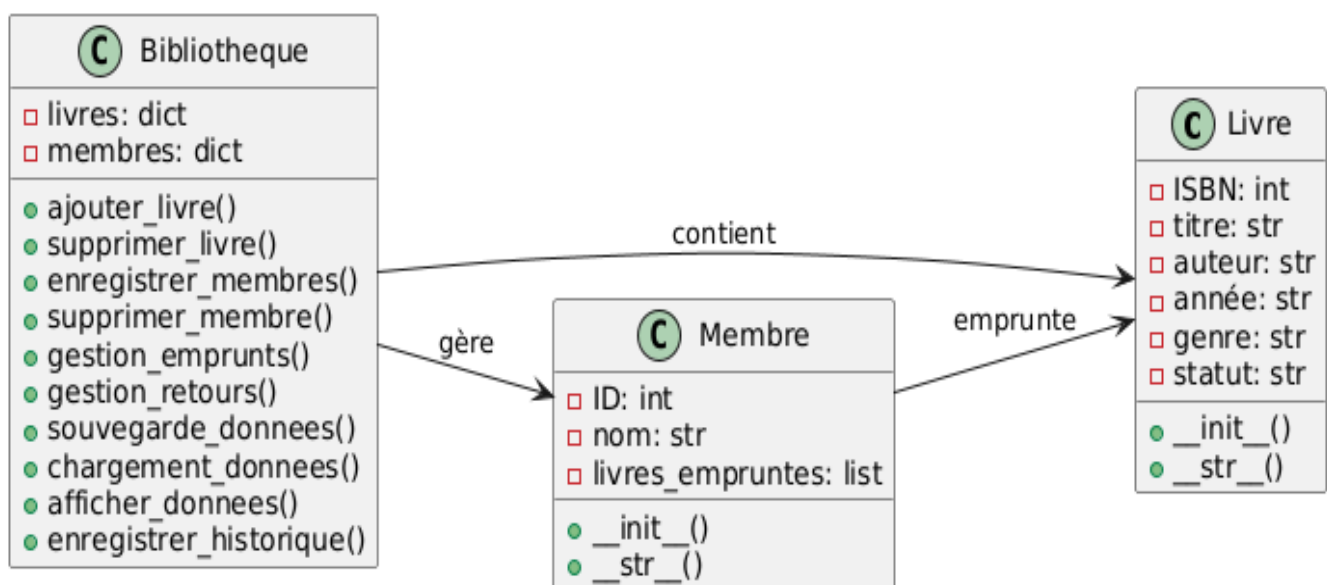 C Bibliotheque
livres: dict
membres: dict
ajouter_livre()
supprimer_livre()
enregistrer_membres()
supprimer_membre()
gestion_emprunts()
gestion_retours()
souvegarde_donnees()
chargement_donnees()
afficher_donnees()
enregistrer_historique()
contient
gère
emprunte
C Membre
ID: int
nom: str
livres_empruntes: list
__init__()
__str__()
C Livre
ISBN: int
titre: str
auteur: str
année: str
genre: str
statut: str
__init__()
__str__()